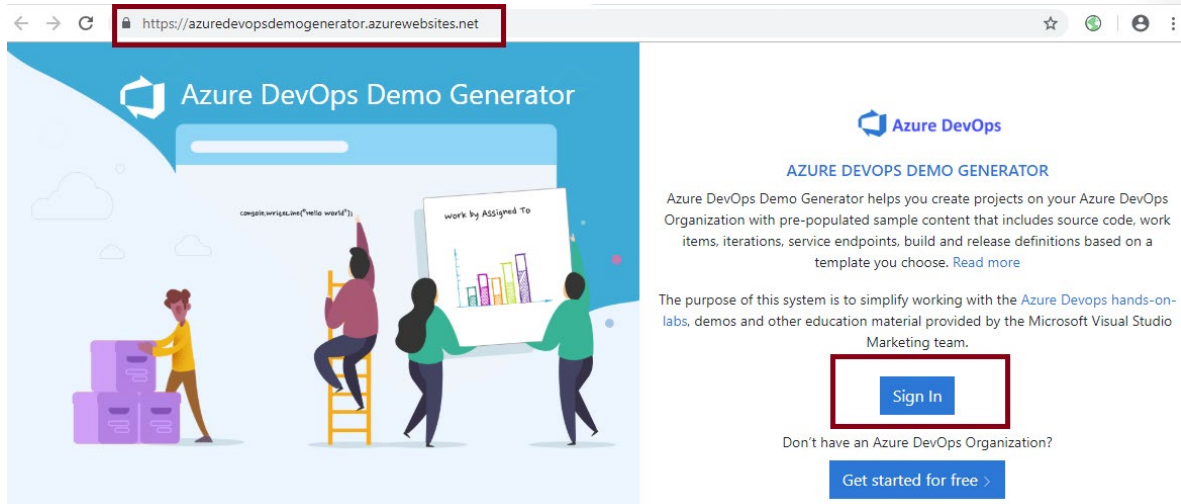 https://azuredevopsdemogenerator.azurewebsites.net
Azure DevOps Demo Generator
console.writeLine("hello world"));
work by Assigned To
Azure DevOps
AZURE DEVOPS DEMO GENERATOR
Azure DevOps Demo Generator helps you create projects on your Azure DevOps
Organization with pre-populated sample content that includes source code, work
items, iterations, service endpoints, build and release definitions based on a
template you choose. Read more
The purpose of this system is to simplify working with the Azure Devops hands-on-
labs, demos and other education material provided by the Microsoft Visual Studio
Marketing team.
Sign In
Don't have an Azure DevOps Organization?
Get started for free >